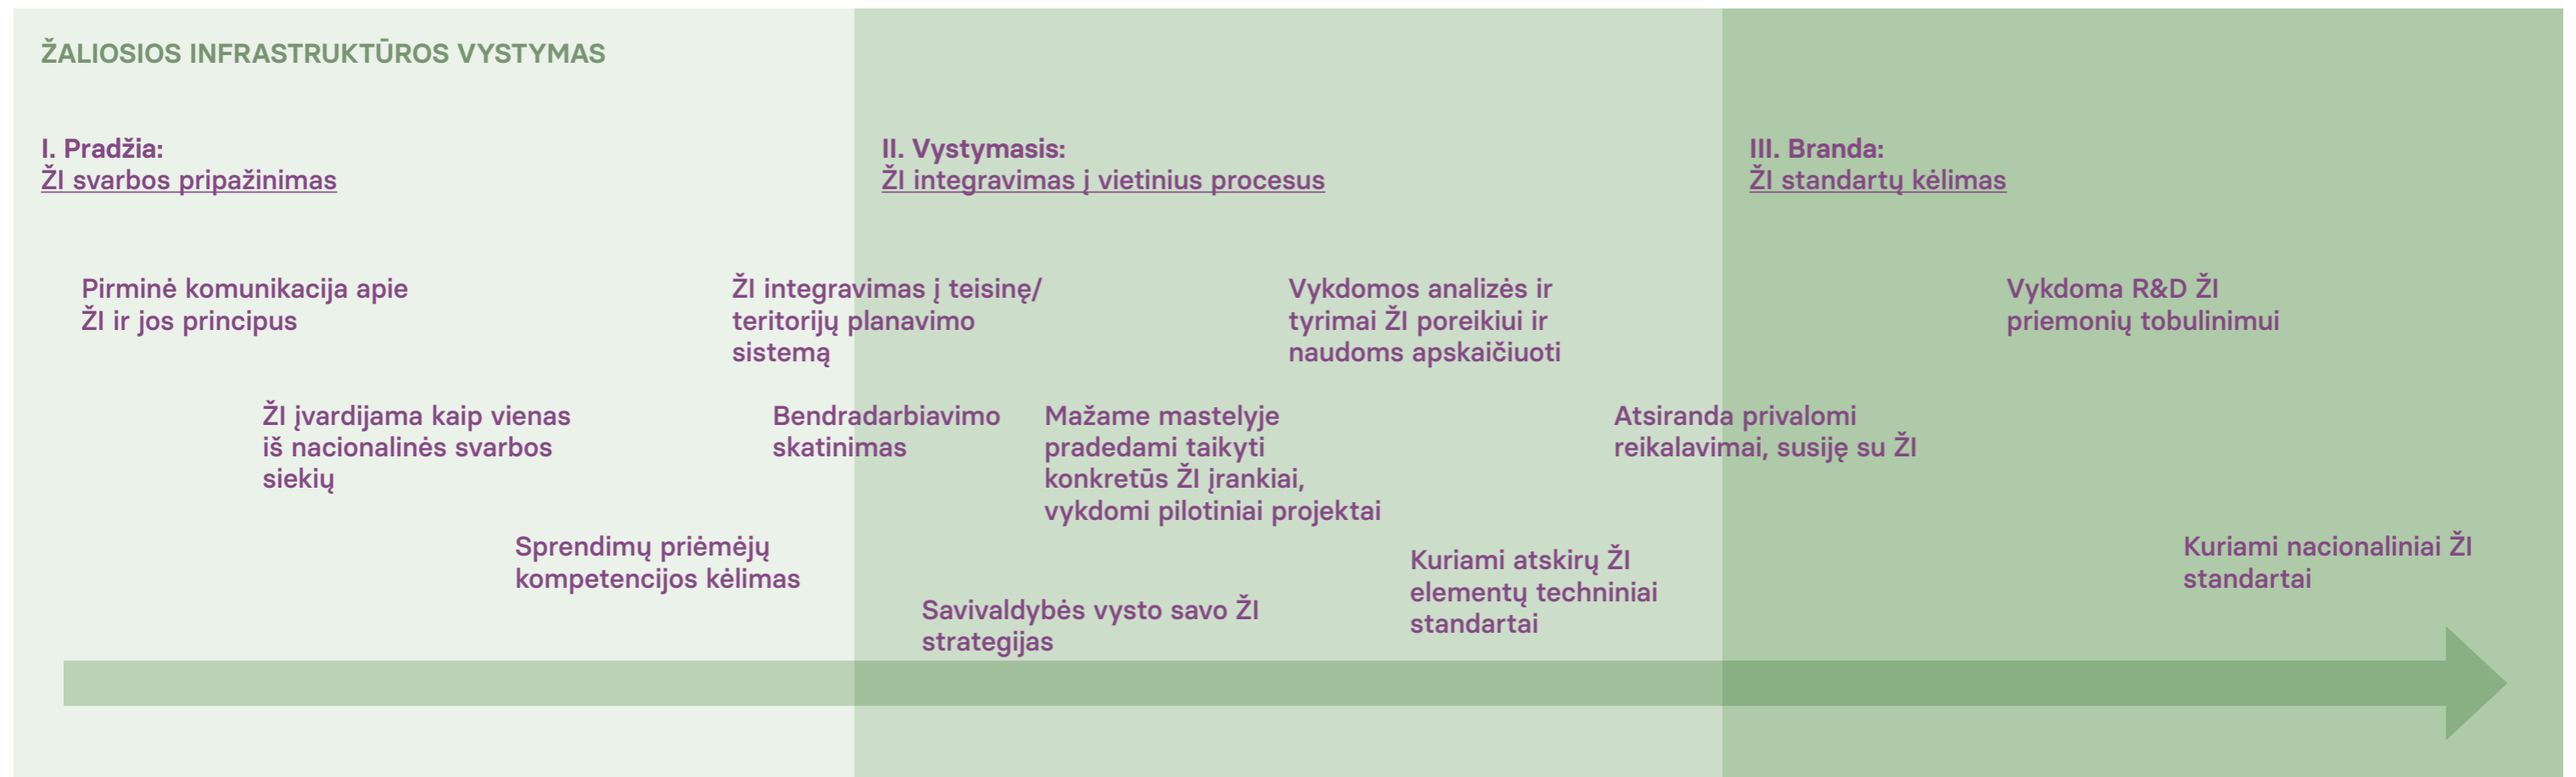 ŽALIOSIOS INFRASTRUKTŪROS VYSTYMAS
I. Pradžia:
ŽI svarbos pripažinimas
II. Vystymasis:
ŽI integravimas į vietinius procesus
III. Branda:
ŽI standartų kėlimas
Pirminė komunikacija apie
ŽI ir jos principus
ŽI įvardijama kaip vienas
iš nacionalinės svarbos
siekių
Sprendimų priėmėjų
kompetencijos kėlimas
ŽI integravimas į teisinę/
teritorijų planavimo
sistemą
Bendradarbiavimo
skatinimas
Savivaldybės vysto savo ŽI
strategijas
Mažame mastelyje
pradedami taikyti
konkretūs ŽI įrankiai,
vykdomi pilotiniai projektai
Vykdomos analizės ir
tyrimai ŽI poreikiui ir
naudoms apskaičiuoti
Kuriami atskirų ŽI
elementų techniniai
standartai
Atsiranda privalomi
reikalavimai, susiję su ŽI
Vykdoma R&D ŽI
priemonių tobulinimui
Kuriami nacionaliniai ŽI
standartai